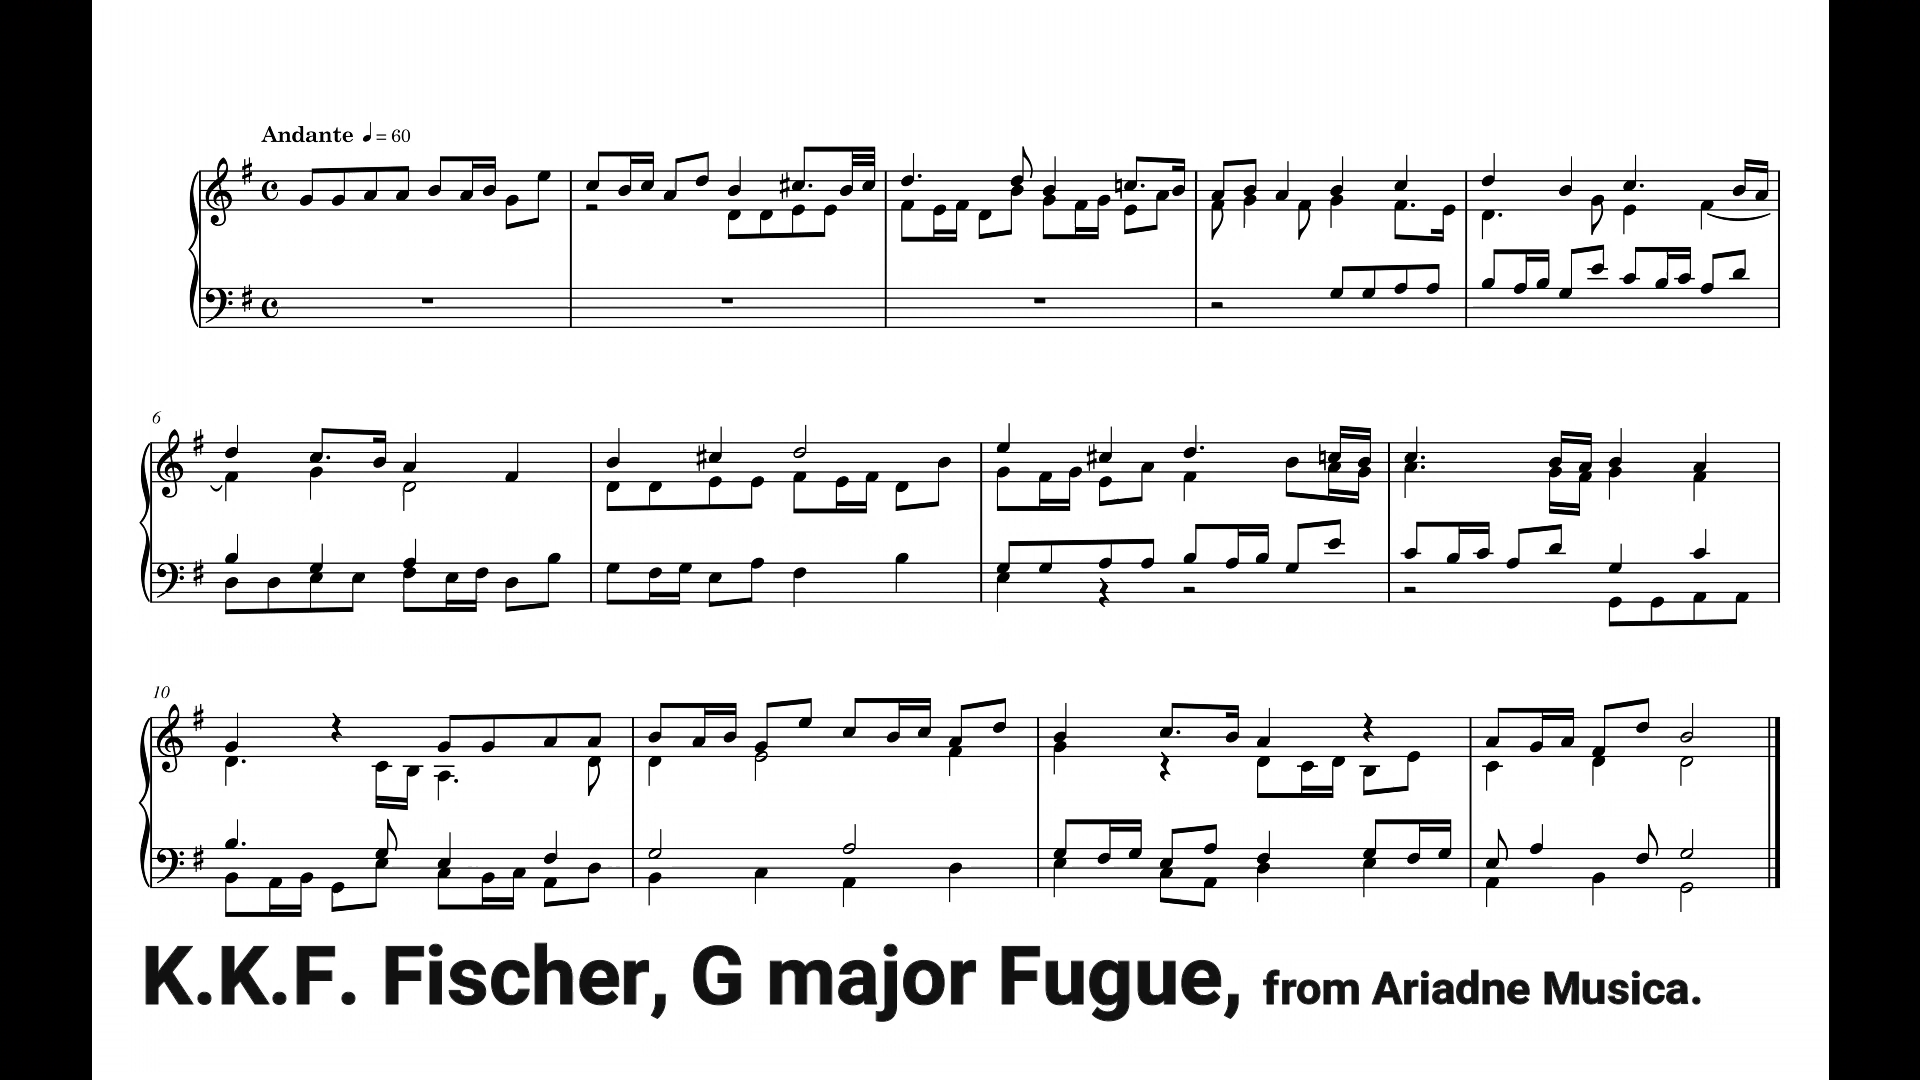 Andante ♩ = 60
6
10
K.K.F. Fischer, G major Fugue, from Ariadne Musica.